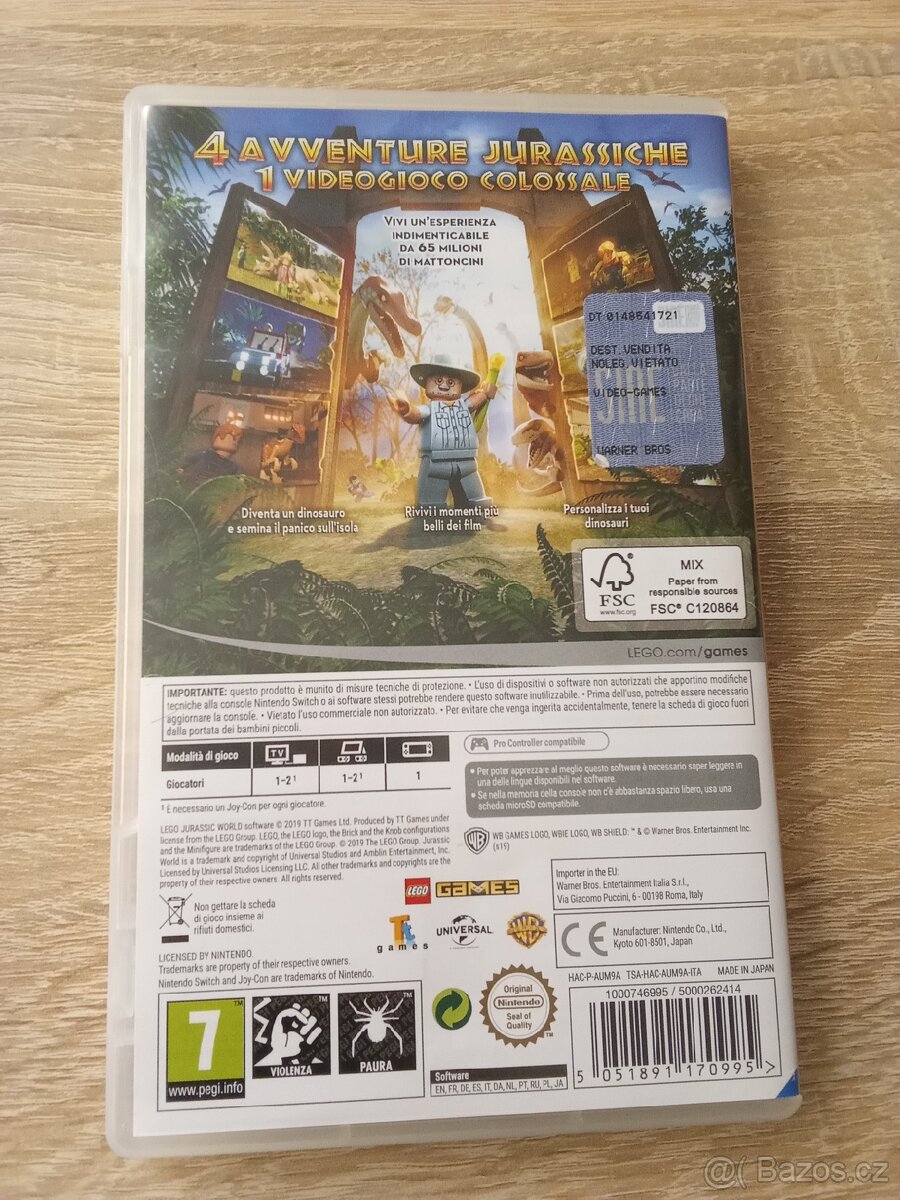 4 AVVENTURE JURASSICHE
1 VIDEOGIOCO COLOSSALE
VIVI UN'ESPERIENZA
INDIMENTICABILE
DA 65 MILIONI
DI MATTONCINI
DT 0148541721
DEST.VENDITA
NOLEG.VIETATO
VIDEO-GAMES
WARNER BROS
Diventa un dinosauro
e semina il panico sull'isola
Rivivi i momenti più
belli dei film
Personalizza i tuoi
dinosauri
FSC
www.fsc.org
MIX
Paper from
responsible sources
FSC® C120864
LEGO.com/games
IMPORTANTE: questo prodotto è munito di misure tecniche di protezione. • L'uso di dispositivi o software non autorizzati che apportino modifiche
tecniche alla console Nintendo Switch o ai software stessi potrebbe rendere questo software inutilizzabile. • Prima dell'uso, potrebbe essere necessario
aggiornare la console. • Vietato l'uso commerciale non autorizzato. • Per evitare che venga ingerita accidentalmente, tenere la scheda di gioco fuori
dalla portata dei bambini piccoli.
Modalità di gioco
TV
Giocatori
1-2¹
1-2¹
1
¹ È necessario un Joy-Con per ogni giocatore.
Pro Controller compatibile
• Per poter apprezzare al meglio questo software è necessario saper leggere in
una delle lingue disponibili nel software.
• Se nella memoria della console non c'è abbastanza spazio libero, usa una
scheda microSD compatibile.
LEGO JURASSIC WORLD software © 2019 TT Games Ltd. Produced by TT Games under
license from the LEGO Group. LEGO, the LEGO logo, the Brick and the Knob configurations
and the Minifigure are trademarks of the LEGO Group. © 2019 The LEGO Group. Jurassic
World is a trademark and copyright of Universal Studios and Amblin Entertainment, Inc.
Licensed by Universal Studios Licensing LLC. All other trademarks and copyrights are the
property of their respective owners. All rights reserved.
WB GAMES LOGO, WBIE LOGO, WB SHIELD: ™ & © Warner Bros. Entertainment Inc.
(s19)
LEGO GAMES
Importer in the EU:
Warner Bros. Entertainment Italia S.r.l.,
Via Giacomo Puccini, 6 - 00198 Roma, Italy
Non gettare la scheda
di gioco insieme ai
rifiuti domestici.
Tt
games
UNIVERSAL
CE
Manufacturer: Nintendo Co., Ltd.,
Kyoto 601-8501, Japan
LICENSED BY NINTENDO.
Trademarks are property of their respective owners.
Nintendo Switch and Joy-Con are trademarks of Nintendo.
HAC-P-AUM9A TSA-HAC-AUM9A-ITA MADE IN JAPAN
7
www.pegi.info
VIOLENZA
PAURA
Original
Nintendo
Seal of
Quality
Software
EN, FR, DE, ES, IT, DA, NL, PT, RU, PL, JA
1000746995 / 5000262414
5 051891 170995 >
@( Bazos.cz